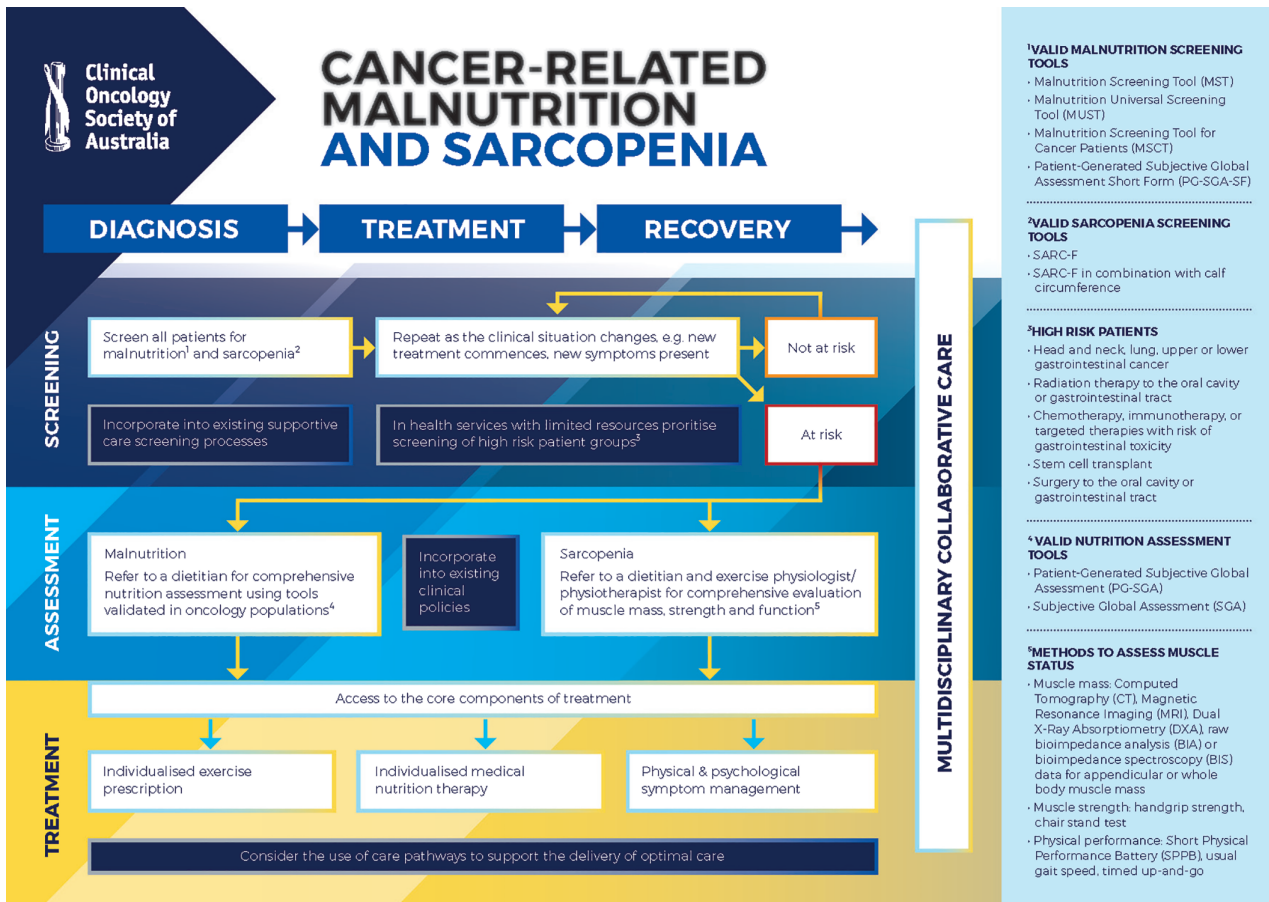 Clinical
Oncology
Society of
Australia
CANCER-RELATED
MALNUTRITION
AND SARCOPENIA
DIAGNOSIS
TREATMENT
RECOVERY
SCREENING
Screen all patients for
malnutrition¹ and sarcopenia²
Repeat as the clinical situation changes, e.g. new
treatment commences, new symptoms present
Not at risk
Incorporate into existing supportive
care screening processes
In health services with limited resources proritise
screening of high risk patient groups³
At risk
ASSESSMENT
Malnutrition
Refer to a dietitian for comprehensive
nutrition assessment using tools
validated in oncology populations⁴
Incorporate
into existing
clinical
policies
Sarcopenia
Refer to a dietitian and exercise physiologist/
physiotherapist for comprehensive evaluation
of muscle mass, strength and function⁵
TREATMENT
Access to the core components of treatment
Individualised exercise
prescription
Individualised medical
nutrition therapy
Physical & psychological
symptom management
Consider the use of care pathways to support the delivery of optimal care
MULTIDISCIPLINARY COLLABORATIVE CARE
¹VALID MALNUTRITION SCREENING
TOOLS
• Malnutrition Screening Tool (MST)
• Malnutrition Universal Screening
Tool (MUST)
• Malnutrition Screening Tool for
Cancer Patients (MSCT)
• Patient-Generated Subjective Global
Assessment Short Form (PG-SGA-SF)
²VALID SARCOPENIA SCREENING
TOOLS
• SARC-F
• SARC-F in combination with calf
circumference
³HIGH RISK PATIENTS
• Head and neck, lung, upper or lower
gastrointestinal cancer
• Radiation therapy to the oral cavity
or gastrointestinal tract
• Chemotherapy, immunotherapy, or
targeted therapies with risk of
gastrointestinal toxicity
• Stem cell transplant
• Surgery to the oral cavity or
gastrointestinal tract
⁴ VALID NUTRITION ASSESSMENT
TOOLS
• Patient-Generated Subjective Global
Assessment (PG-SGA)
• Subjective Global Assessment (SGA)
⁵METHODS TO ASSESS MUSCLE
STATUS
• Muscle mass: Computed
Tomography (CT), Magnetic
Resonance Imaging (MRI), Dual
X-Ray Absorptiometry (DXA), raw
bioimpedance analysis (BIA) or
bioimpedance spectroscopy (BIS)
data for appendicular or whole
body muscle mass
• Muscle strength: handgrip strength,
chair stand test
• Physical performance: Short Physical
Performance Battery (SPPB), usual
gait speed, timed up-and-go